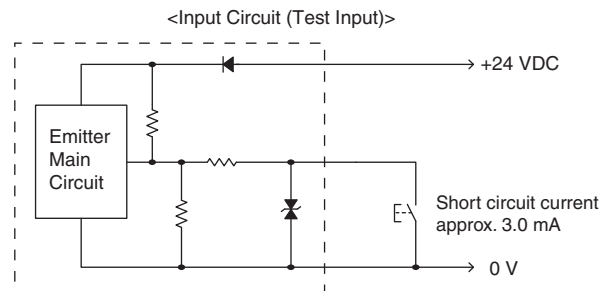 <Input Circuit (Test Input)>
+24 VDC
Emitter
Main
Circuit
Short circuit current
approx. 3.0 mA
0 V